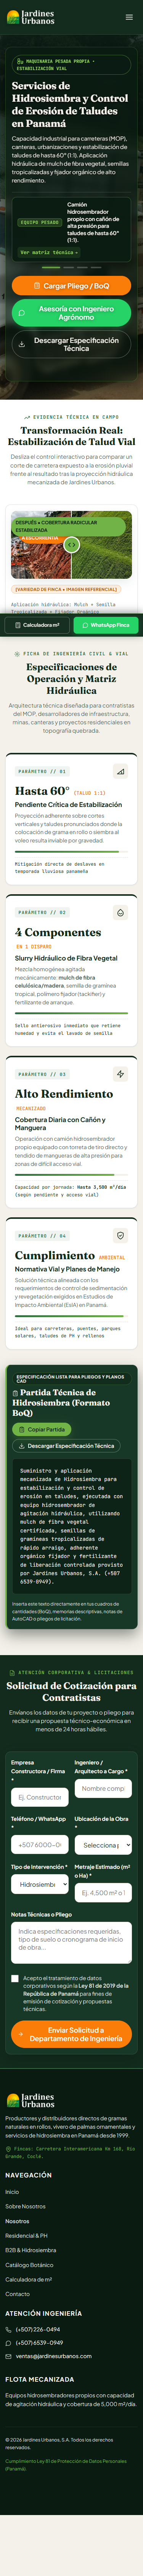 Jardines
Urbanos
MAQUINARIA PESADA PROPIA •
ESTABILIZACIÓN VIAL
Servicios de
Hidrosiembra y Control
de Erosión de Taludes
en Panamá
Capacidad industrial para carreteras (MOP),
urbanizaciones y estabilización de
taludes de hasta 60° (1:1). Aplicación
hidráulica de mulch de fibra vegetal, semillas
tropicales y fijador orgánico de alto
rendimiento.
EQUIPO PESADO
Camión
hidrosembrador
propio con cañón de
alta presión para
taludes de hasta 60°
(1:1).
Ver matriz técnica
Cargar Pliego / BoQ
Asesoría con Ingeniero
Agrónomo
Descargar Especificación
Técnica
EVIDENCIA TÉCNICA EN CAMPO
Transformación Real:
Estabilización de Talud Vial
Desliza el control interactivo para comparar un
corte de carretera expuesto a la erosión pluvial
frente al mismo talud hidrosembrado por
Jardines Urbanos.
DESPUÉS • COBERTURA RADICULAR
ESTABILIZADA
A ESCORRENTÍA
[VARIEDAD DE FINCA • IMAGEN REFERENCIAL]
Aplicación hidráulica: Mulch + Semilla
Tropicalizada + Fijador Orgánico
Calculadora m²
WhatsApp Finca
FICHA DE INGENIERÍA CIVIL & VIAL
Especificaciones de
Operación y Matriz
Hidráulica
Arquitectura técnica diseñada para contratistas
del MOP, desarrolladores de infraestructura,
minas y proyectos comerciales en
topografía quebrada.
PARÁMETRO // 01
Hasta 60° (TALUD 1:1)
Pendiente Crítica de Estabilización
Proyección adherente sobre cortes
verticales y taludes pronunciados donde la
colocación de grama en rollo o semilla al
voleo resulta inviable por gravedad.
Mitigación directa de deslaves en
temporada lluviosa panameña
PARÁMETRO // 02
4 Componentes
EN 1 DISPARO
Slurry Hidráulico de Fibra Vegetal
Mezcla homogénea agitada
mecánicamente: mulch de fibra
celulósica/madera, semilla de gramínea
tropical, polímero fijador (tackifier) y
fertilizante de arranque.
Sello antierosivo inmediato que retiene
humedad y evita el lavado de semilla
PARÁMETRO // 03
Alto Rendimiento
MECANIZADO
Cobertura Diaria con Cañón y
Manguera
Operación con camión hidrosembrador
propio equipado con torreta de tiro directo y
tendido de mangueras de alta presión para
zonas de difícil acceso vial.
Capacidad por jornada: Hasta 3,500 m²/día
(según pendiente y acceso vial)
PARÁMETRO // 04
Cumplimiento AMBIENTAL
Normativa Vial y Planes de Manejo
Solución técnica alineada con los
requerimientos de control de sedimentación
y revegetación exigidos en Estudios de
Impacto Ambiental (EsIA) en Panamá.
Ideal para carreteras, puentes, parques
solares, taludes de PH y rellenos
ESPECIFICACIÓN LISTA PARA PLIEGOS Y PLANOS
CAD
Partida Técnica de
Hidrosiembra (Formato
BoQ)
Copiar Partida
Descargar Especificación Técnica
Suministro y aplicación
mecanizada de Hidrosiembra para
estabilización y control de
erosión en taludes, ejecutada con
equipo hidrosembrador de
agitación hidráulica, utilizando
mulch de fibra vegetal
certificada, semillas de
gramíneas tropicalizadas de
rápido arraigo, adherente
orgánico fijador y fertilizante
de liberación controlada provisto
por Jardines Urbanos, S.A. (+507
6539-0949).
Inserta este texto directamente en tus cuadros de
cantidades (BoQ), memorias descriptivas, notas de
AutoCAD o pliegos de licitación.
ATENCIÓN CORPORATIVA & LICITACIONES
Solicitud de Cotización para
Contratistas
Envíanos los datos de tu proyecto o pliego para
recibir una propuesta técnico-económica en
menos de 24 horas hábiles.
Empresa
Constructora / Firma
*
Ej. Construct
Ingeniero /
Arquitecto a Cargo *
Nombre comp
Teléfono / WhatsApp
*
+507 6000-00
Ubicación de la Obra
*
Selecciona p
Tipo de Intervención *
Hidrosiemb
Metraje Estimado (m²
o Ha) *
Ej. 4,500 m² o 1
Notas Técnicas o Pliego
Indica especificaciones requeridas,
tipo de suelo o cronograma de inicio
de obra...
Acepto el tratamiento de datos
corporativos según la Ley 81 de 2019 de la
República de Panamá para fines de
emisión de cotización y propuestas
técnicas.
Enviar Solicitud a
Departamento de Ingeniería
Jardines
Urbanos
Productores y distribuidores directos de gramas
naturales en rollo, vivero de palmas ornamentales y
servicios de hidrosiembra en Panamá desde 1999.
Fincas: Carretera Interamericana Km 168, Río
Grande, Coclé.
NAVEGACIÓN
Inicio
Sobre Nosotros
Nosotros
Residencial & PH
B2B & Hidrosiembra
Catálogo Botánico
Calculadora de m²
Contacto
ATENCIÓN INGENIERÍA
(+507) 226-0494
(+507) 6539-0949
ventas@jardinesurbanos.com
FLOTA MECANIZADA
Equipos hidrosembradores propios con capacidad
de agitación hidráulica y cobertura de 5,000 m²/día.
© 2026 Jardines Urbanos, S.A. Todos los derechos
reservados.
Cumplimiento Ley 81 de Protección de Datos Personales
(Panamá).